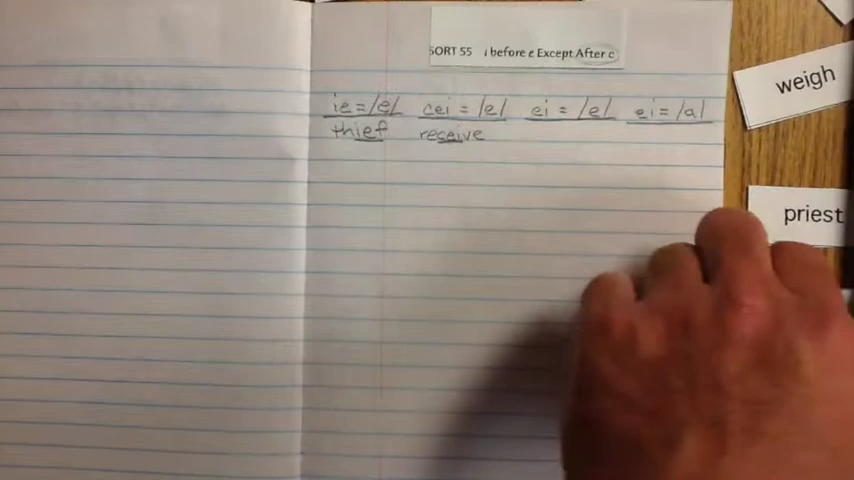 SORT 55 i before e Except After c
ie = /e/ cei = /e/ ei = /e/ ei = /a/
thief receive
weigh
priest